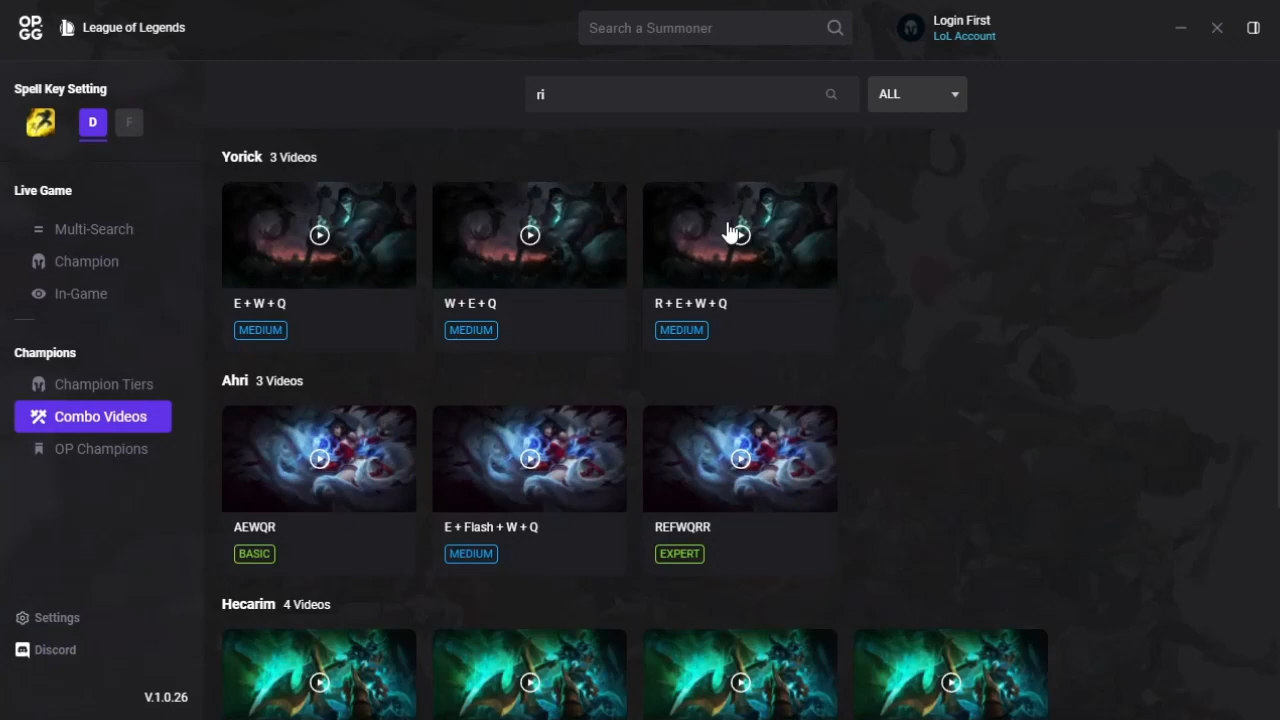 OP.
GG
League of Legends
Search a Summoner
Login First
LoL Account
Spell Key Setting
D
F
ri
ALL
Live Game
Multi-Search
Champion
In-Game
Champions
Champion Tiers
Combo Videos
OP Champions
Settings
Discord
V.1.0.26
Yorick 3 Videos
E + W + Q
MEDIUM
W + E + Q
MEDIUM
R + E + W + Q
MEDIUM
Ahri 3 Videos
AEWQR
BASIC
E + Flash + W + Q
MEDIUM
REFWQRR
EXPERT
Hecarim 4 Videos